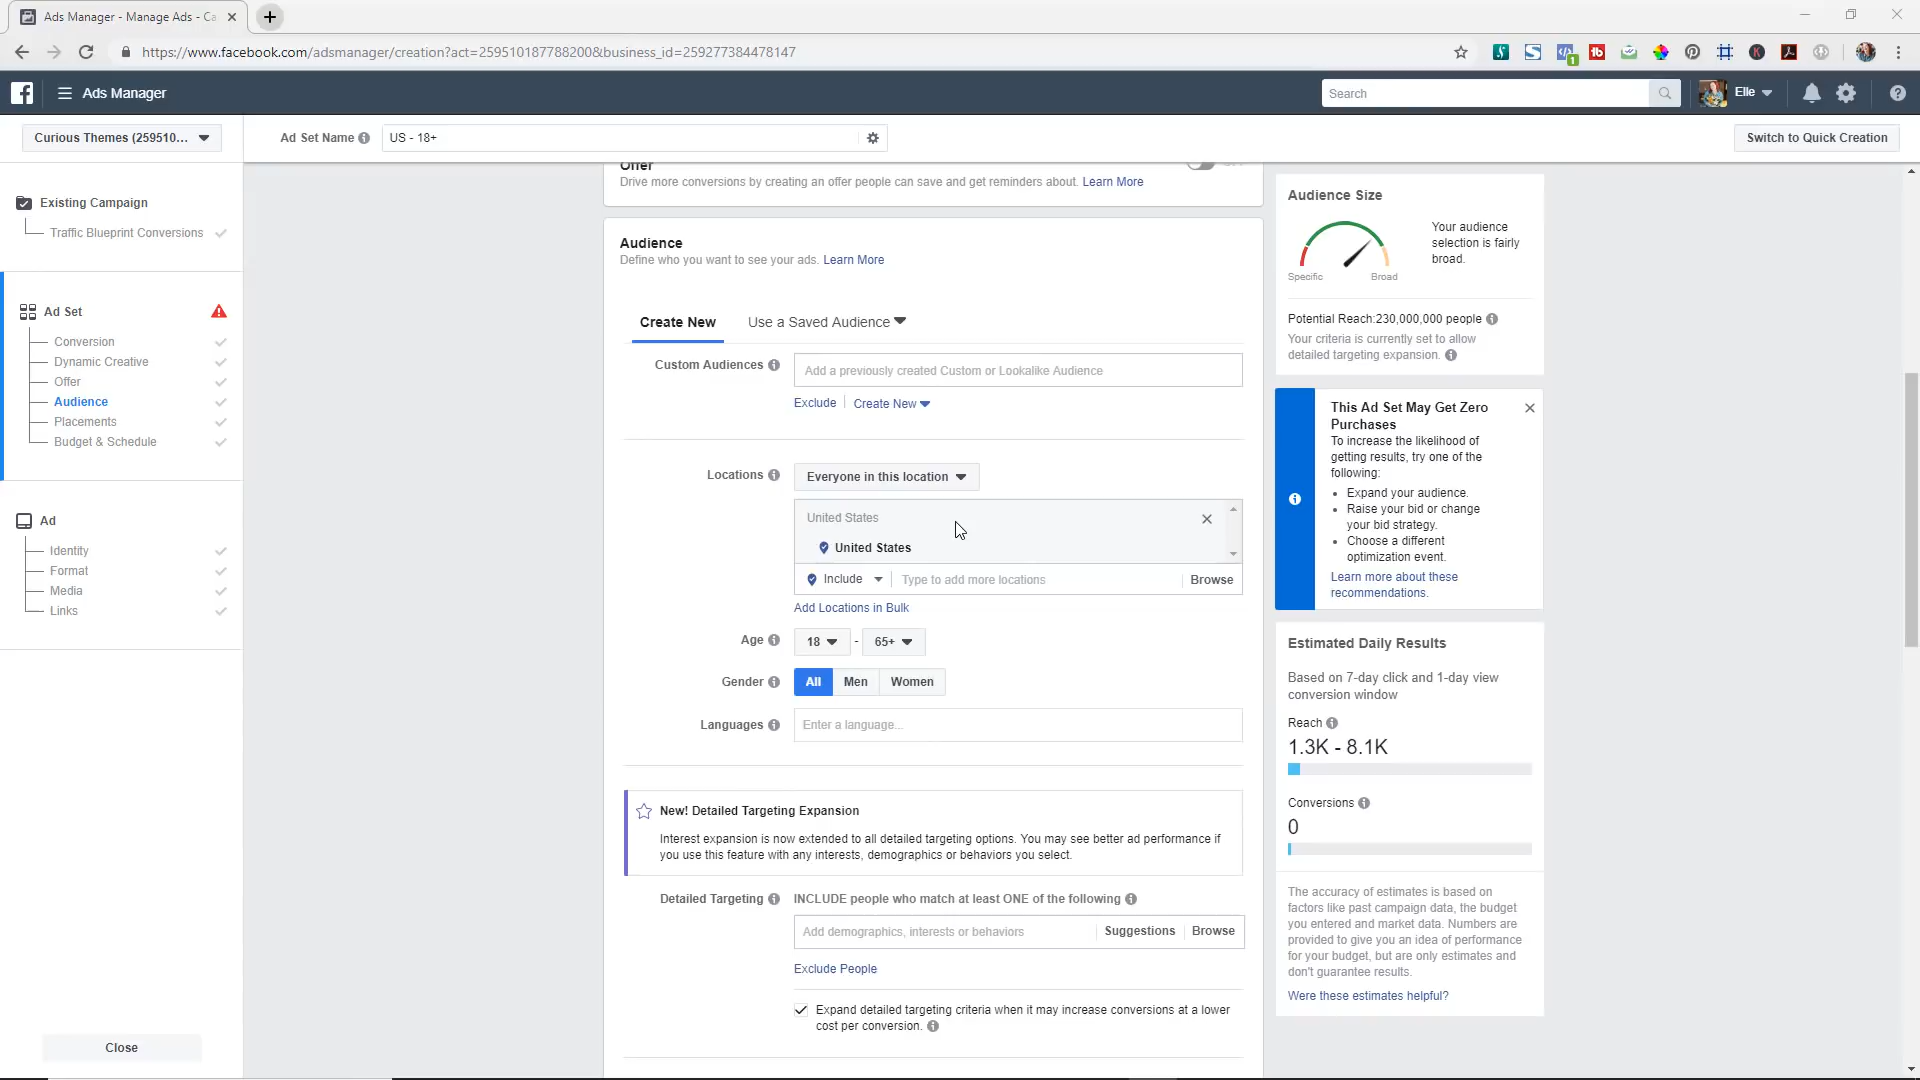 Ads Manager - Manage Ads - Ca
https://www.facebook.com/adsmanager/creation?act=259510187788200&business_id=259277384478147
1
Ads Manager
Search
Elle
Curious Themes (259510...
Ad Set Name
US - 18+
Switch to Quick Creation
Existing Campaign
Traffic Blueprint Conversions
Ad Set
Conversion
Dynamic Creative
Offer
Audience
Placements
Budget & Schedule
Ad
Identity
Format
Media
Links
Close
Offer
Drive more conversions by creating an offer people can save and get reminders about. Learn More
Audience
Define who you want to see your ads. Learn More
Create New
Use a Saved Audience
Custom Audiences
Add a previously created Custom or Lookalike Audience
Exclude
Create New
Locations
Everyone in this location
United States
United States
Include
Type to add more locations
Browse
Add Locations in Bulk
Age
18
-
65+
Gender
All
Men
Women
Languages
Enter a language...
New! Detailed Targeting Expansion
Interest expansion is now extended to all detailed targeting options. You may see better ad performance if
you use this feature with any interests, demographics or behaviors you select.
Detailed Targeting
INCLUDE people who match at least ONE of the following
Add demographics, interests or behaviors
Suggestions
Browse
Exclude People
Expand detailed targeting criteria when it may increase conversions at a lower
cost per conversion.
Audience Size
Specific
Broad
Your audience
selection is fairly
broad.
Potential Reach:230,000,000 people
Your criteria is currently set to allow
detailed targeting expansion.
This Ad Set May Get Zero
Purchases
To increase the likelihood of
getting results, try one of the
following:
Expand your audience.
Raise your bid or change
your bid strategy.
Choose a different
optimization event.
Learn more about these
recommendations.
Estimated Daily Results
Based on 7-day click and 1-day view
conversion window
Reach
1.3K - 8.1K
Conversions
0
The accuracy of estimates is based on
factors like past campaign data, the budget
you entered and market data. Numbers are
provided to give you an idea of performance
for your budget, but are only estimates and
don't guarantee results.
Were these estimates helpful?